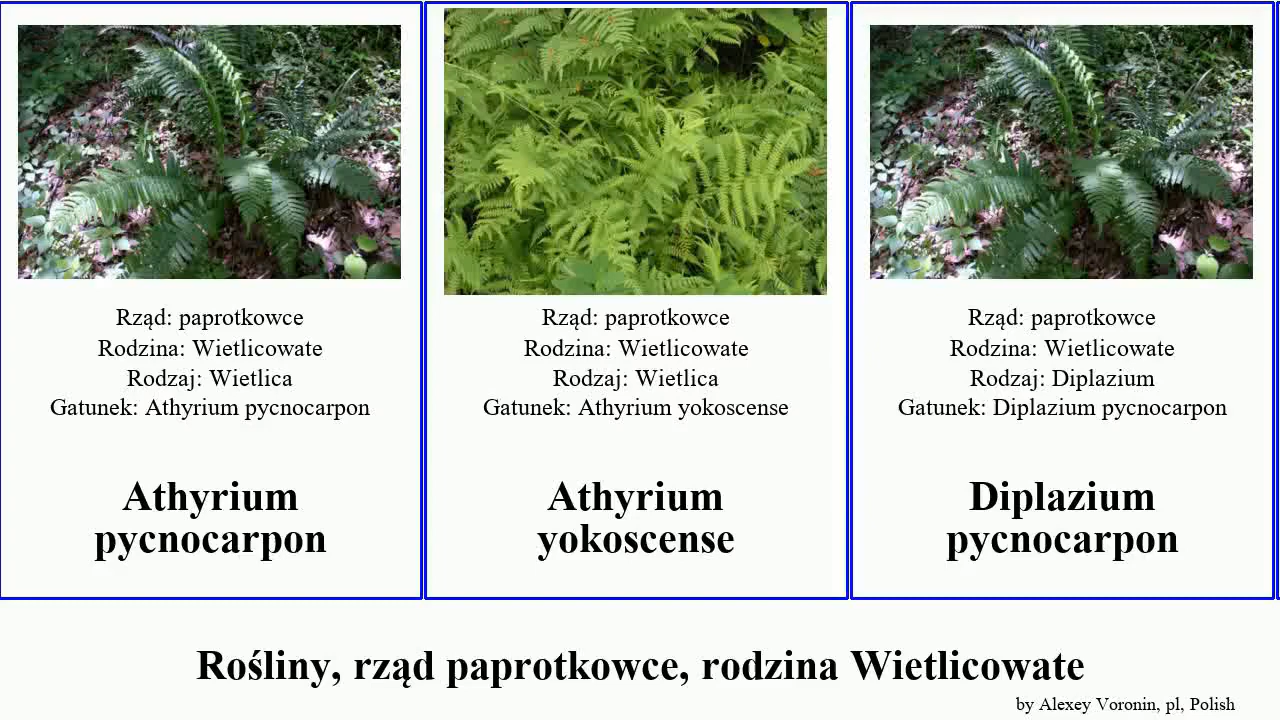 Rząd: paprotkowce
Rodzina: Wietlicowate
Rodzaj: Wietlica
Gatunek: Athyrium pycnocarpon
Athyrium
pycnocarpon
Rząd: paprotkowce
Rodzina: Wietlicowate
Rodzaj: Wietlica
Gatunek: Athyrium yokoscense
Athyrium
yokoscense
Rząd: paprotkowce
Rodzina: Wietlicowate
Rodzaj: Diplazium
Gatunek: Diplazium pycnocarpon
Diplazium
pycnocarpon
Rośliny, rząd paprotkowce, rodzina Wietlicowate
by Alexey Voronin, pl, Polish